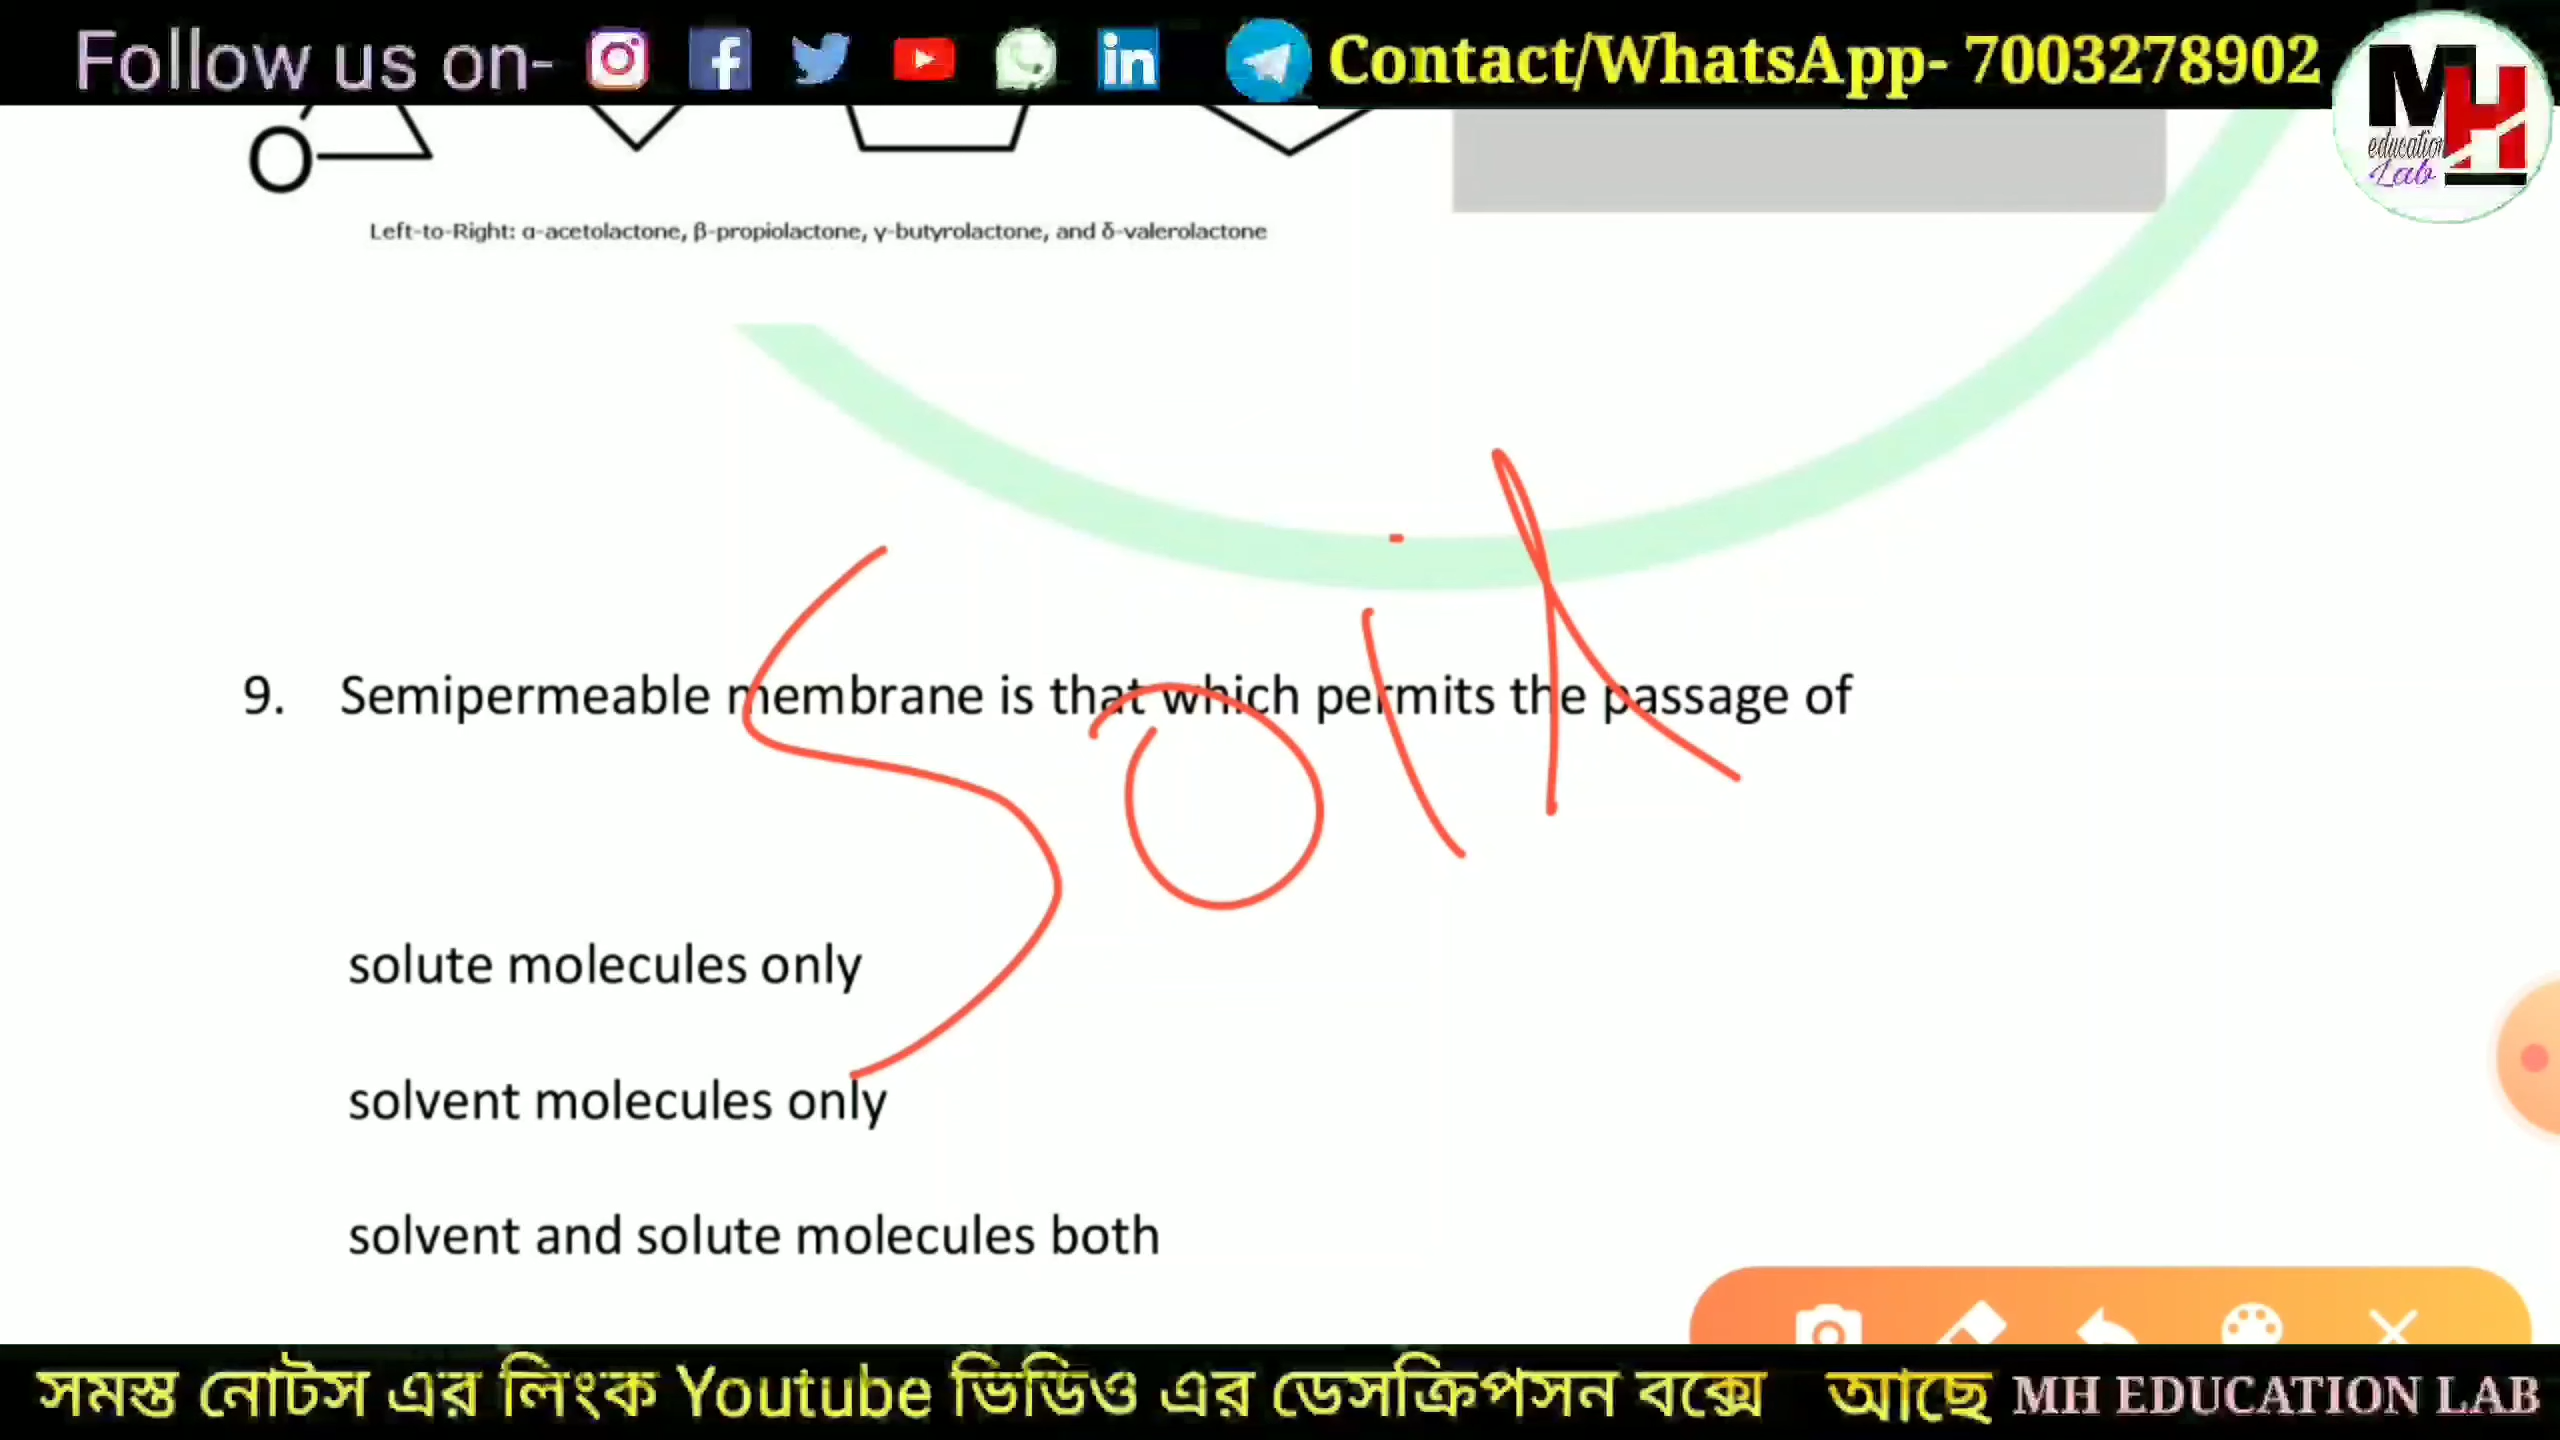 Follow us on- in Contact/WhatsApp- 7003278902
MH
education
Lab
O
Left-to-Right: α-acetolactone, β-propiolactone, γ-butyrolactone, and δ-valerolactone
9. Semipermeable membrane is that which permits the passage of
solute molecules only
solvent molecules only
solvent and solute molecules both
সমস্ত নোটস এর লিংক Youtube ভিডিও এর ডেসক্রিপসন বক্সে আছে MH EDUCATION LAB